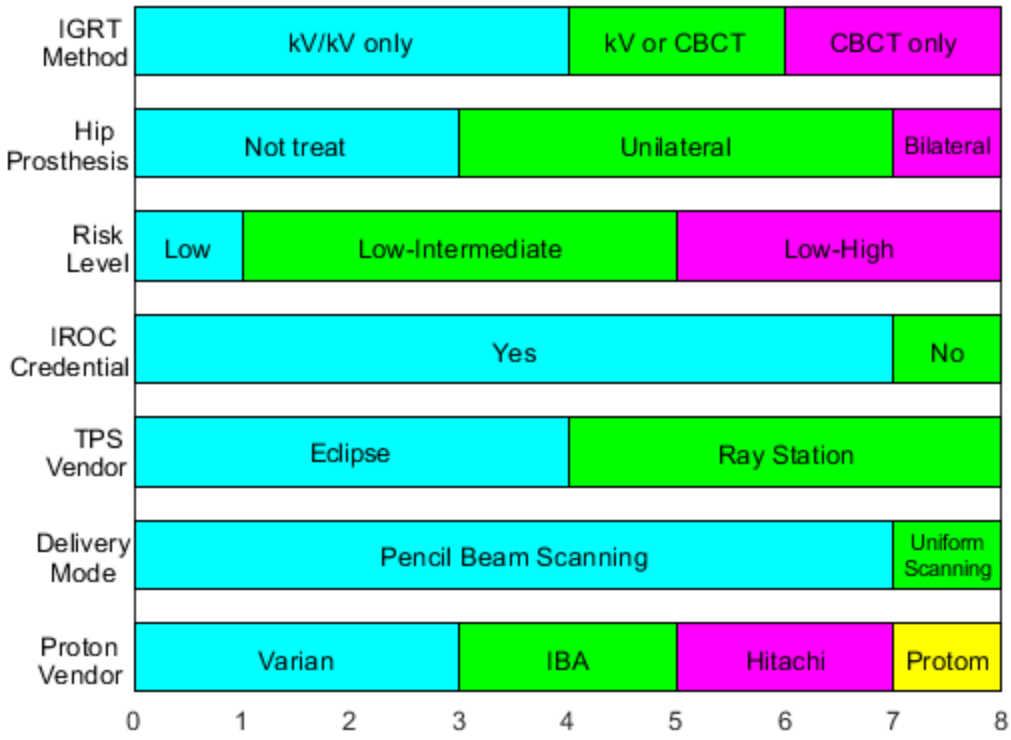 IGRT
Method
kV/kV only
kV or CBCT
CBCT only
Hip
Prosthesis
Not treat
Unilateral
Bilateral
Risk
Level
Low
Low-Intermediate
Low-High
IROC
Credential
Yes
No
TPS
Vendor
Eclipse
Ray Station
Delivery
Mode
Pencil Beam Scanning
Uniform
Scanning
Proton
Vendor
Varian
IBA
Hitachi
Protom
0 1 2 3 4 5 6 7 8